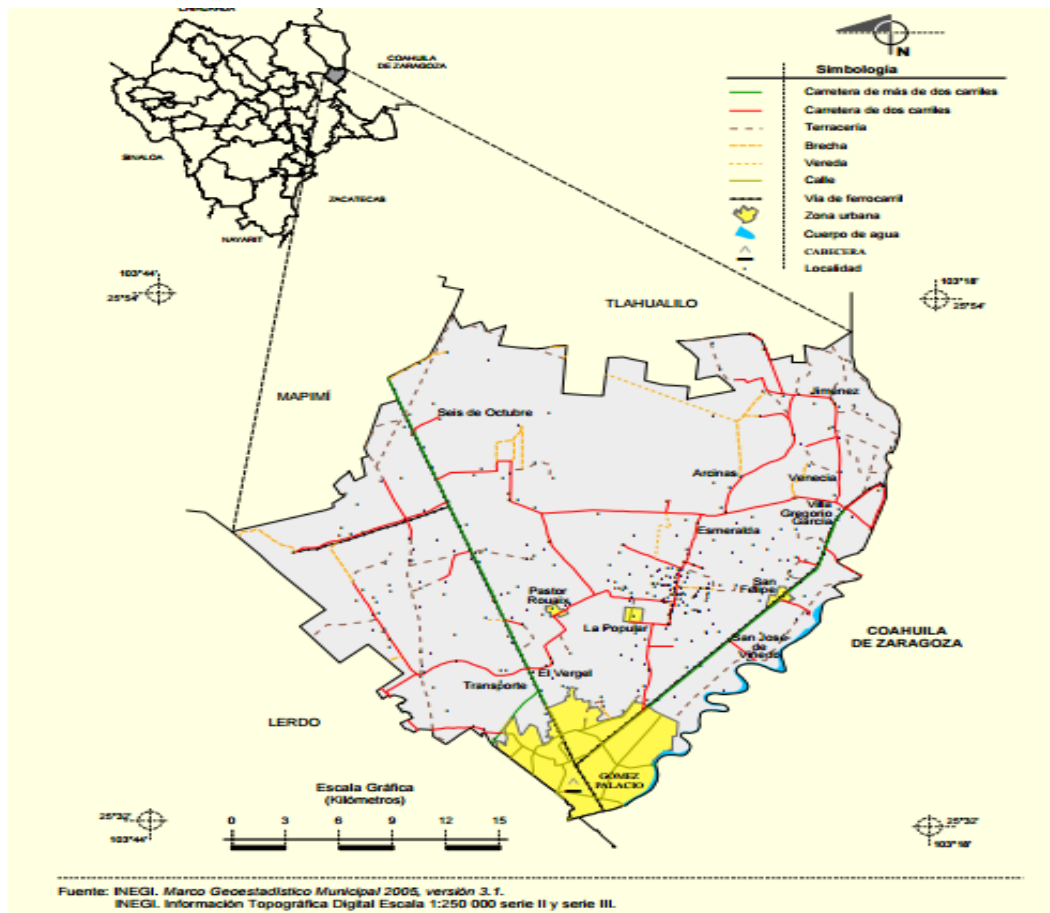 COAHUILA
DE ZARAGOZA
SINALOA
ZACATECAS
NAYARIT
N
Simbología
Carretera de más de dos carriles
Carretera de dos carriles
Terracería
Brecha
Vereda
Calle
Vía de ferrocarril
Zona urbana
Cuerpo de agua
CABECERA
Localidad
103°44'
25°54'
103°18'
25°54'
TLAHUALILO
MAPIMÍ
Seis de Octubre
Jiménez
Arcinas
Venecia
Villa
Gregorio
García
Esmeralda
Pastor
Rouaix
San
Felipe
La Popular
San José
de
Viñedo
COAHUILA
DE ZARAGOZA
El Vergel
Transporte
LERDO
GÓMEZ
PALACIO
Escala Gráfica
(Kilómetros)
0 3 6 9 12 15
25°32'
103°44'
25°32'
103°18'
Fuente: INEGI. Marco Geoestadístico Municipal 2005, versión 3.1.
INEGI. Información Topográfica Digital Escala 1:250 000 serie II y serie III.